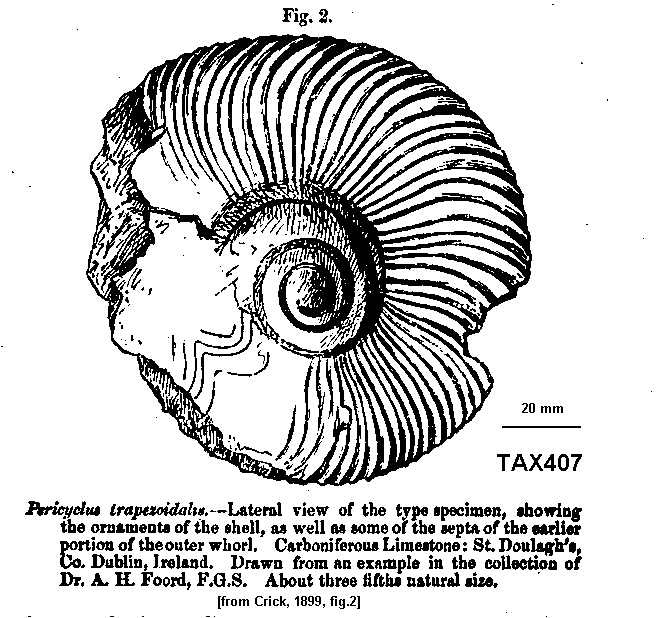 Fig. 2.
20 mm
TAX407
Pericyclus trapezoidalis.—Lateral view of the type specimen, showing
the ornaments of the shell, as well as some of the septa of the earlier
portion of the outer whorl. Carboniferous Limestone: St. Doulagh's,
Co. Dublin, Ireland. Drawn from an example in the collection of
Dr. A. H. Foord, F.G.S. About three fifths natural size.
[from Crick, 1899, fig.2]